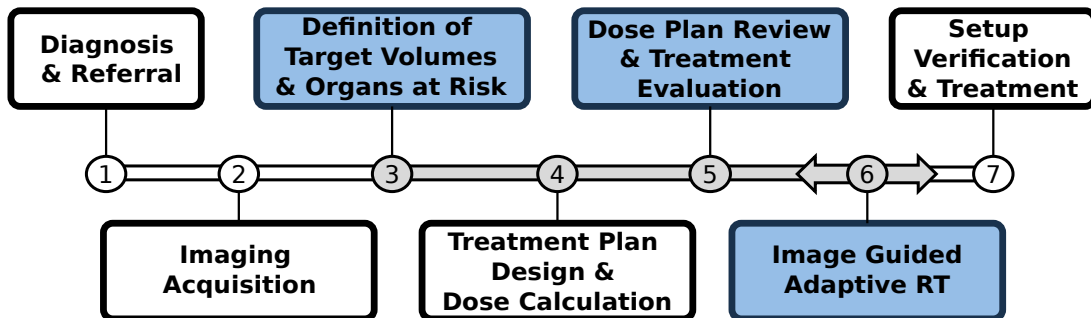 Diagnosis
& Referral
Definition of
Target Volumes
& Organs at Risk
Dose Plan Review
& Treatment
Evaluation
Setup
Verification
& Treatment
1
2
3
4
5
6
7
Imaging
Acquisition
Treatment Plan
Design &
Dose Calculation
Image Guided
Adaptive RT